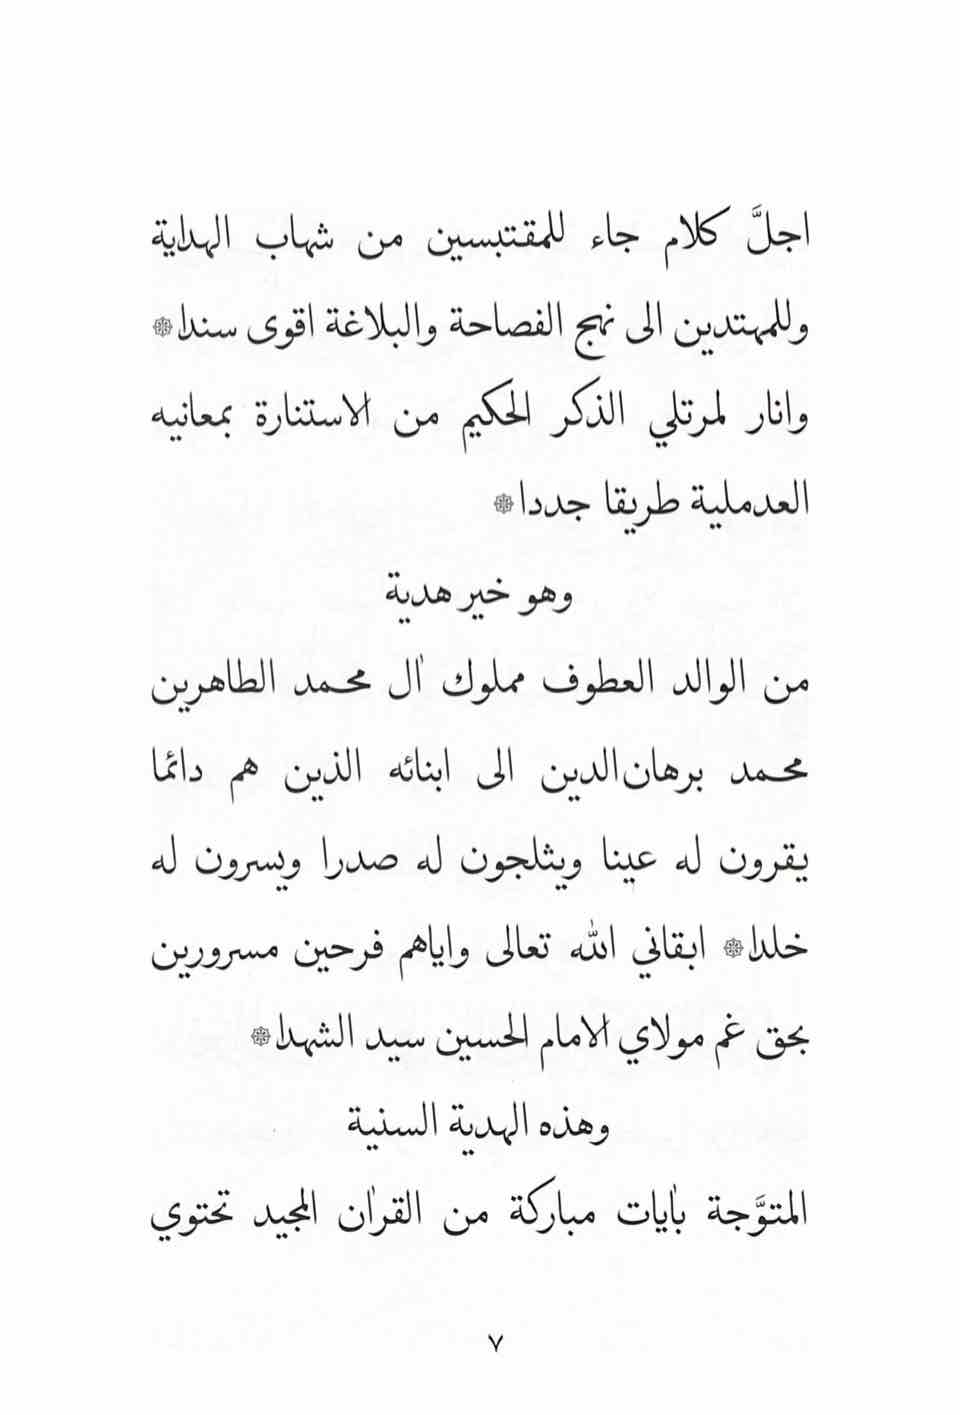 اجلَّ كلام جاء للمقتبسين من شهاب الهداية
وللمهتدين الى نهج الفصاحة والبلاغة اقوى سندا۞
وانار لمرتلي الذكر الحكيم من الاستنارة بمعانيه
العدملية طريقا جددا۞
وهو خير هدية
من الوالد العطوف مملوك اٰل محمد الطاهرين
محمد برهان‌الدين الى ابنائه الذين هم دائما
يقرون له عينا ويثلجون له صدرا ويسرون له
خلدا۞ ابقاني الله تعالى واياهم فرحين مسرورين
بحق غم مولاي الامام الحسين سيد الشهدا۞
وهذه الهدية السنية
المتوَّجة باٰيات مباركة من القراٰن المجيد تحتوي
٧